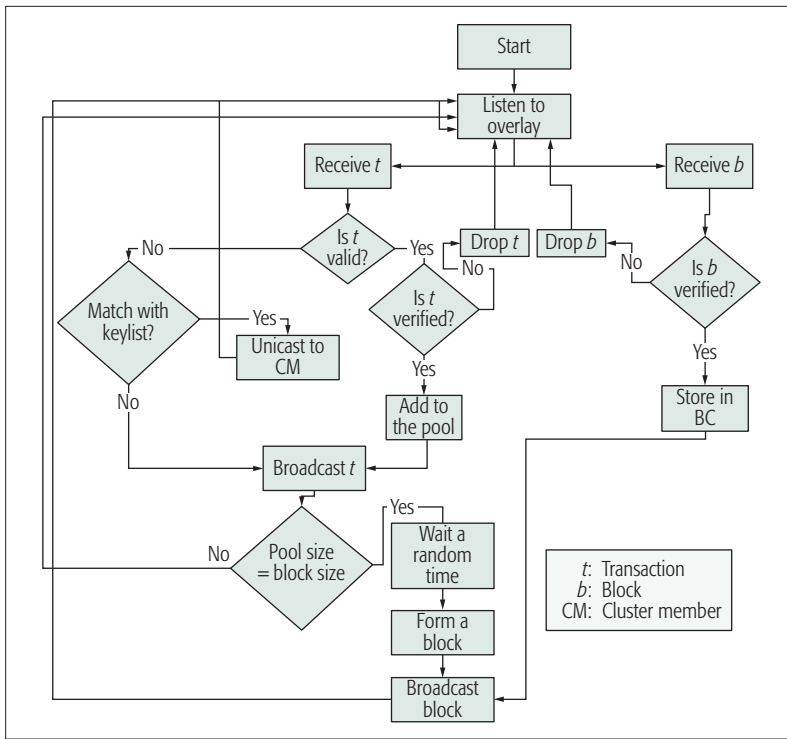 Start
Listen to
overlay
Receive t
Receive b
Is t
valid?
No
Yes
Drop t
Drop b
No
No
Is b
verified?
Match with
keylist?
Is t
verified?
Yes
Unicast to
CM
Yes
Yes
No
Add to
the pool
Store in
BC
Broadcast t
Yes
No
Pool size
= block size
Wait a
random
time
t: Transaction
b: Block
CM: Cluster member
Form a
block
Broadcast
block